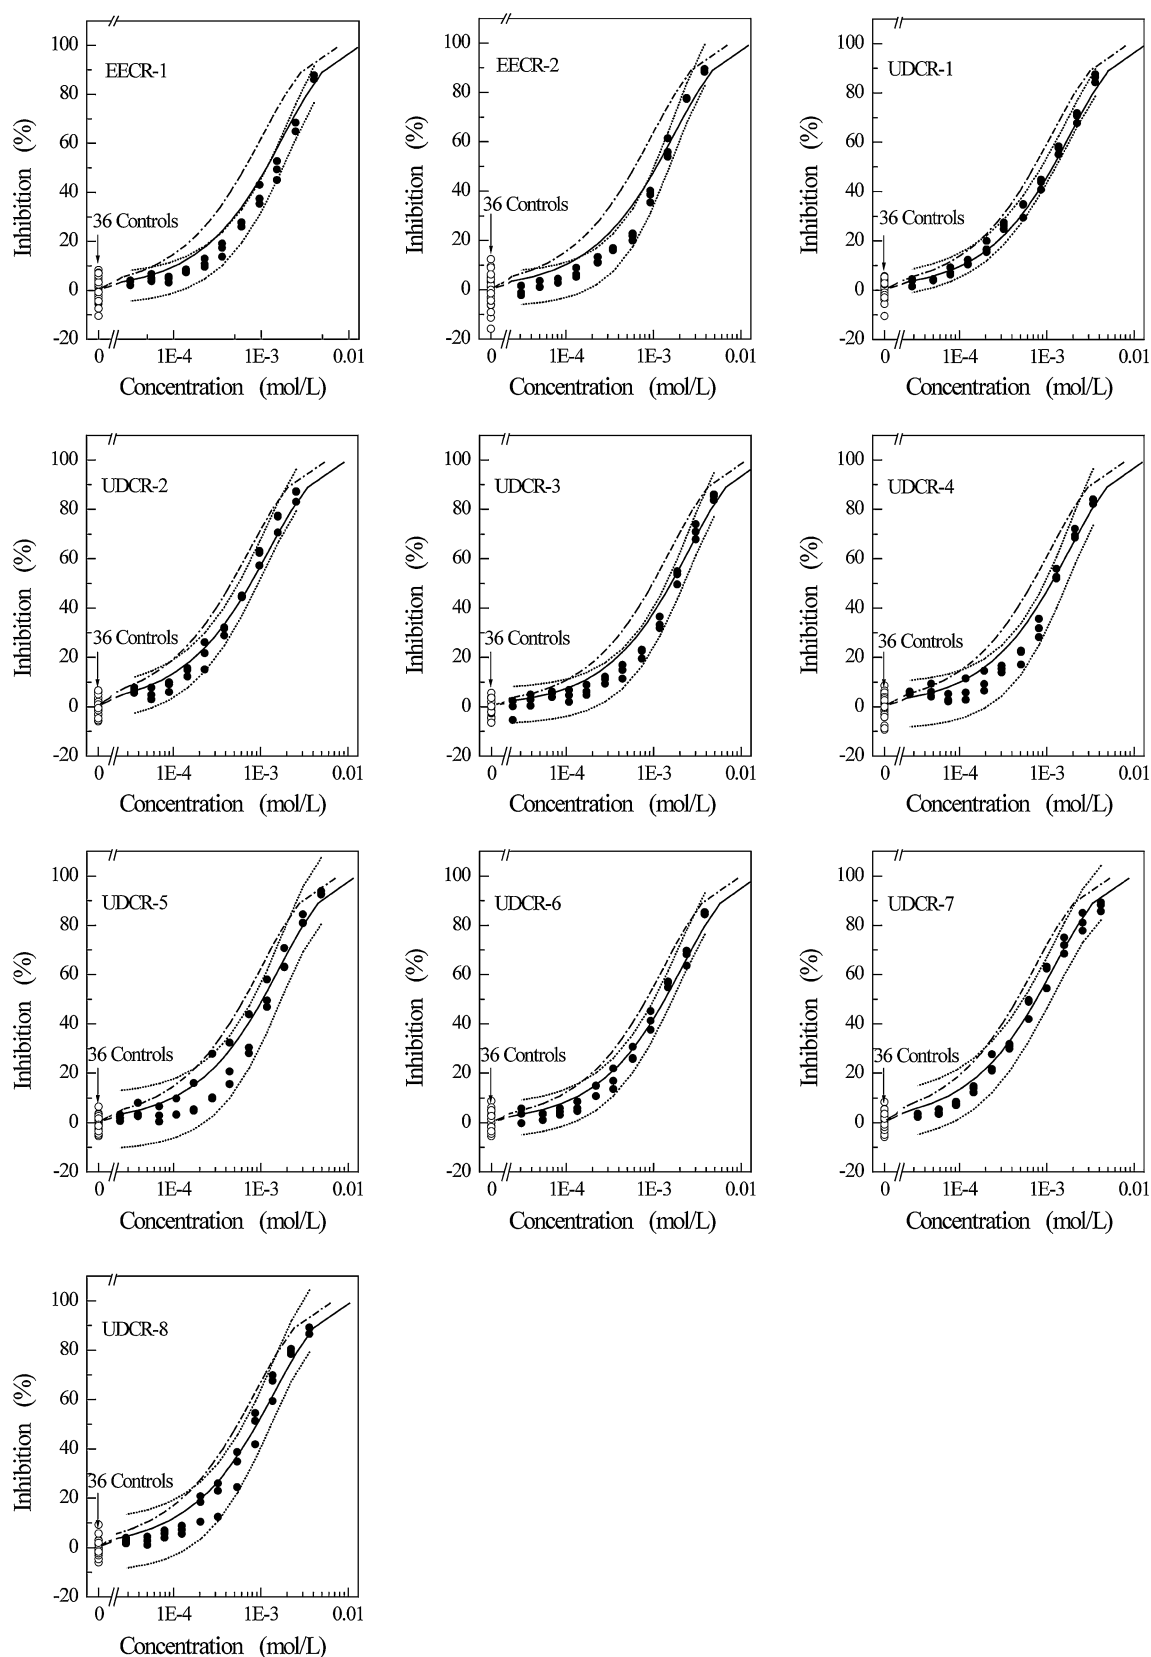 100
80
60
40
20
0
-20
Inhibition (%)
EECR-1
36 Controls
0 1E-4 1E-3 0.01
Concentration (mol/L)
100
80
60
40
20
0
-20
Inhibition (%)
EECR-2
36 Controls
0 1E-4 1E-3 0.01
Concentration (mol/L)
100
80
60
40
20
0
-20
Inhibition (%)
UDCR-1
36 Controls
0 1E-4 1E-3 0.01
Concentration (mol/L)
100
80
60
40
20
0
-20
Inhibition (%)
UDCR-2
36 Controls
0 1E-4 1E-3 0.01
Concentration (mol/L)
100
80
60
40
20
0
-20
Inhibition (%)
UDCR-3
36 Controls
0 1E-4 1E-3 0.01
Concentration (mol/L)
100
80
60
40
20
0
-20
Inhibition (%)
UDCR-4
36 Controls
0 1E-4 1E-3 0.01
Concentration (mol/L)
100
80
60
40
20
0
-20
Inhibition (%)
UDCR-5
36 Controls
0 1E-4 1E-3 0.01
Concentration (mol/L)
100
80
60
40
20
0
-20
Inhibition (%)
UDCR-6
36 Controls
0 1E-4 1E-3 0.01
Concentration (mol/L)
100
80
60
40
20
0
-20
Inhibition (%)
UDCR-7
36 Controls
0 1E-4 1E-3 0.01
Concentration (mol/L)
100
80
60
40
20
0
-20
Inhibition (%)
UDCR-8
36 Controls
0 1E-4 1E-3 0.01
Concentration (mol/L)